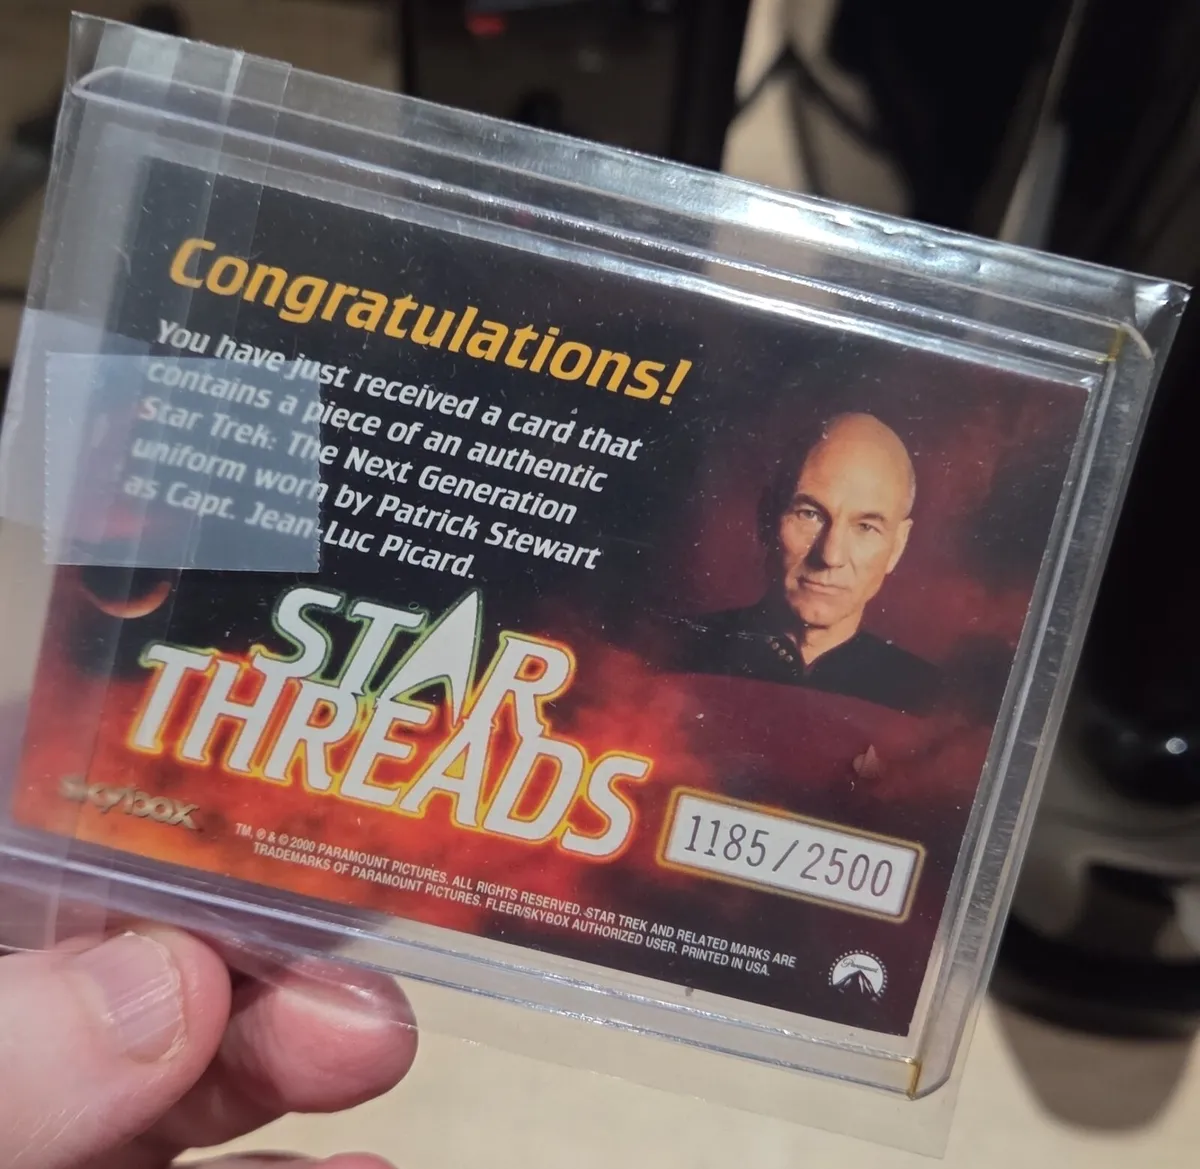 Congratulations!
You have just received a card that
contains a piece of an authentic
Star Trek: The Next Generation
uniform worn by Patrick Stewart
as Capt. Jean-Luc Picard.
STAR
THREADS
SkyBox
1185/2500
TM, ® & © 2000 PARAMOUNT PICTURES. ALL RIGHTS RESERVED. STAR TREK AND RELATED MARKS ARE
TRADEMARKS OF PARAMOUNT PICTURES. FLEER/SKYBOX AUTHORIZED USER. PRINTED IN USA.
Paramount